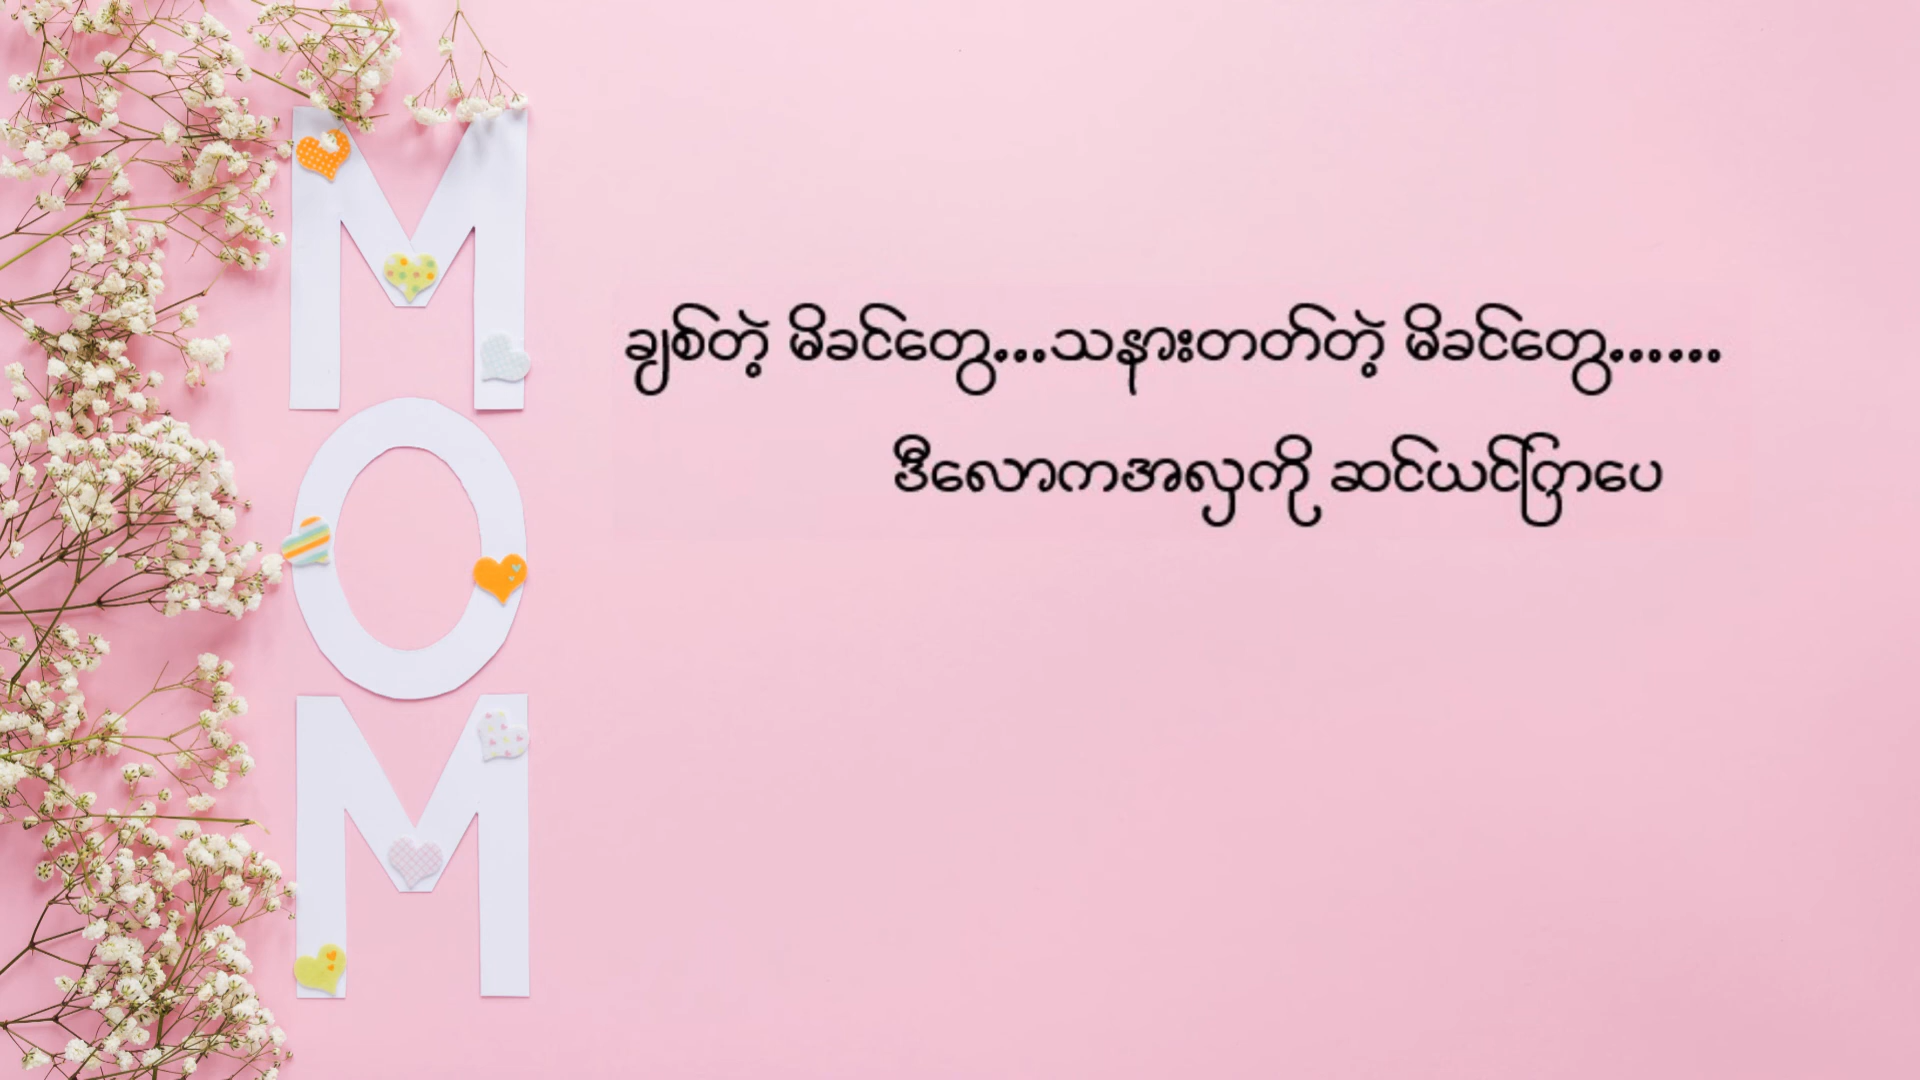 MOM
ချစ်တဲ့ မိခင်တွေ...သနားတတ်တဲ့ မိခင်တွေ......
ဒီလောကအလှကို ဆင်ယင်ကြပေ